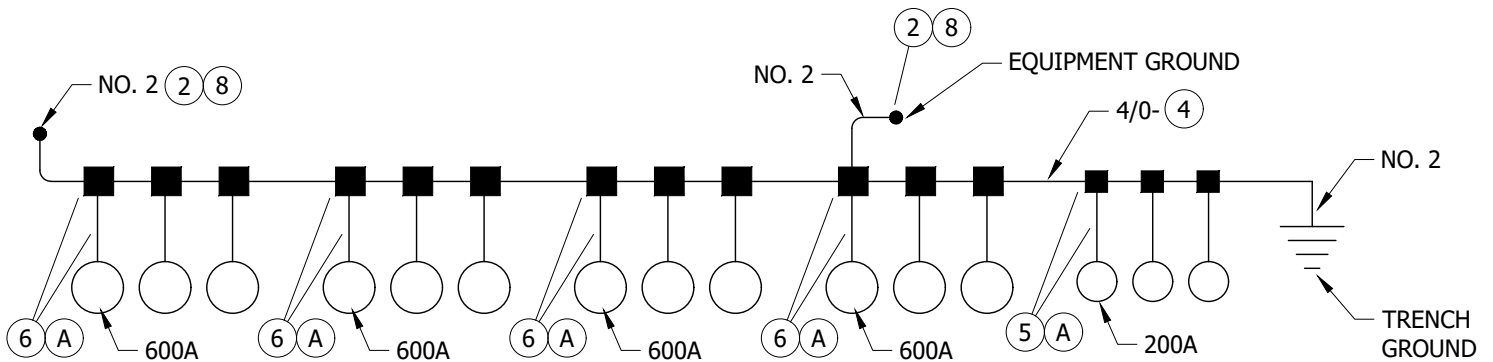 2 8
NO. 2 2 8
NO. 2
EQUIPMENT GROUND
4/0- 4
NO. 2
6 A
600A
6 A
600A
6 A
600A
6 A
600A
5 A
200A
TRENCH
GROUND